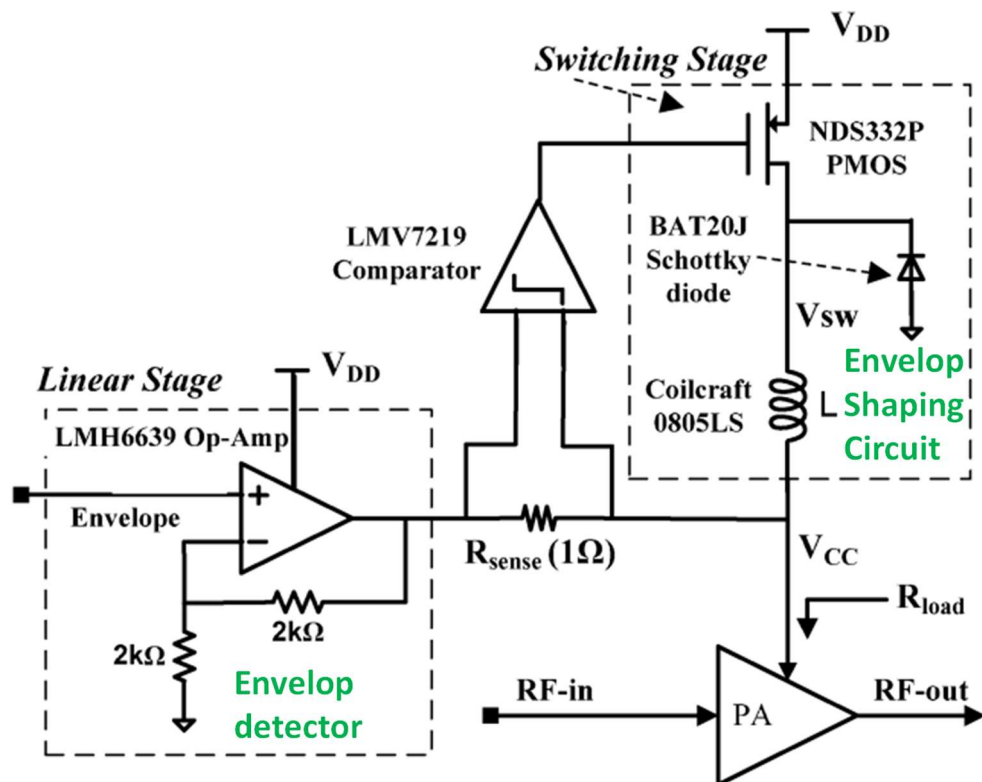 V_DD
Switching Stage
NDS332P
PMOS
LMV7219
Comparator
BAT20J
Schottky
diode
Vsw
Envelop
Shaping
Circuit
Coilcraft
0805LS
L
Linear Stage
V_DD
LMH6639 Op-Amp
+
Envelope
−
R_sense (1Ω)
V_CC
2kΩ
2kΩ
R_load
Envelop
detector
RF-in
PA
RF-out